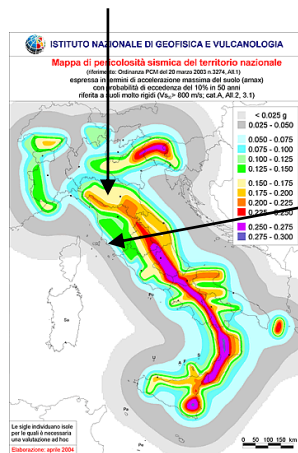 ISTITUTO NAZIONALE DI GEOFISICA E VULCANOLOGIA
Mappa di pericolosità sismica del territorio nazionale
(riferimento: Ordinanza PCM del 20 marzo 2003 n.3274, All.1)
espressa in termini di accelerazione massima del suolo (amax)
con probabilità di eccedenza del 10% in 50 anni
riferita a suoli molto rigidi (Vs₃₀> 800 m/s; cat.A, All.2, 3.1)
< 0.025 g
0.025 - 0.050
0.050 - 0.075
0.075 - 0.100
0.100 - 0.125
0.125 - 0.150
0.150 - 0.175
0.175 - 0.200
0.200 - 0.225
0.225 - 0.250
0.250 - 0.275
0.275 - 0.300
Sa
Pe
Le sigle individuano isole
per le quali è necessaria
una valutazione ad hoc
Elaborazione: aprile 2004
0 50 100 150 km